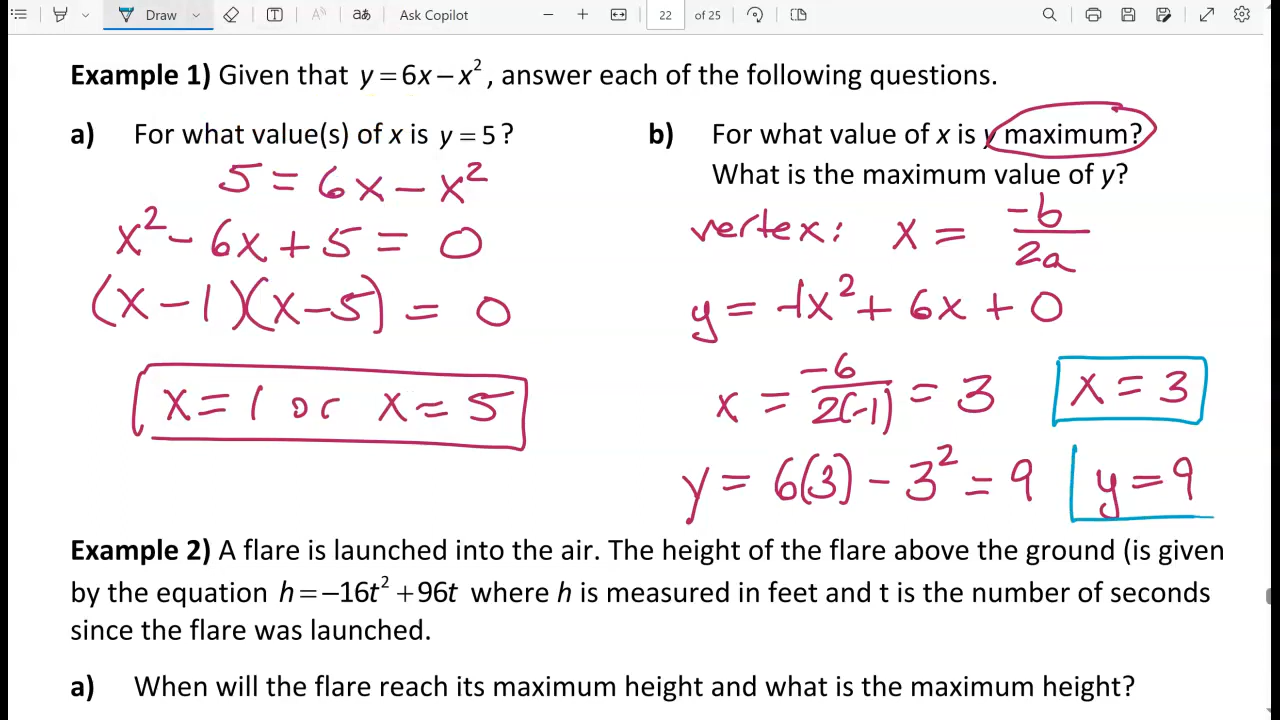 Draw Ask Copilot 22 of 25
Example 1) Given that y = 6x − x², answer each of the following questions.
a) For what value(s) of x is y = 5?
5 = 6x − x²
x² − 6x + 5 = 0
(x − 1)(x − 5) = 0
x = 1 or x = 5
b) For what value of x is y maximum?
What is the maximum value of y?
vertex: x = -b/2a
y = -1x² + 6x + 0
x = -6/2(-1) = 3 x = 3
y = 6(3) − 3² = 9 y = 9
Example 2) A flare is launched into the air. The height of the flare above the ground (is given
by the equation h = −16t² + 96t where h is measured in feet and t is the number of seconds
since the flare was launched.
a) When will the flare reach its maximum height and what is the maximum height?